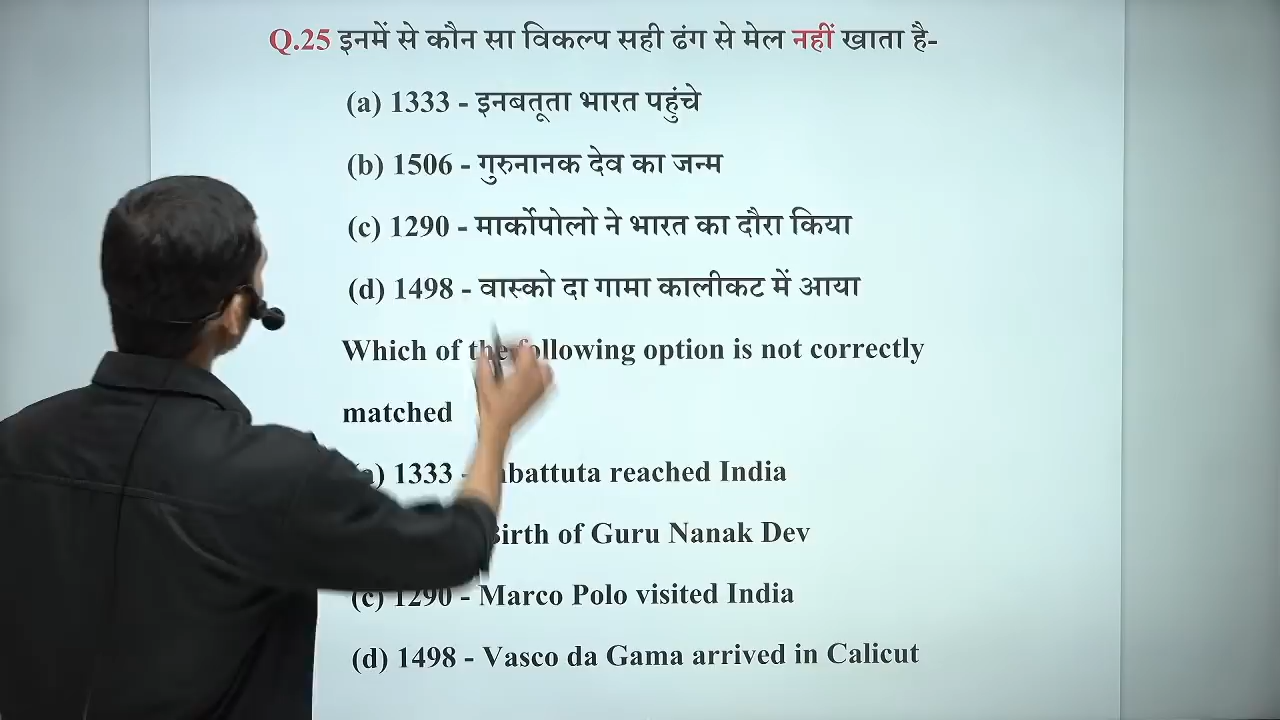 Q.25 इनमें से कौन सा विकल्प सही ढंग से मेल नहीं खाता है-
(a) 1333 - इनबतूता भारत पहुंचे
(b) 1506 - गुरुनानक देव का जन्म
(c) 1290 - मार्कोपोलो ने भारत का दौरा किया
(d) 1498 - वास्को दा गामा कालीकट में आया
Which of the following option is not correctly
matched
1333 - reached India
Birth of Guru Nanak Dev
(c) 1290 - Marco Polo visited India
(d) 1498 - Vasco da Gama arrived in Calicut